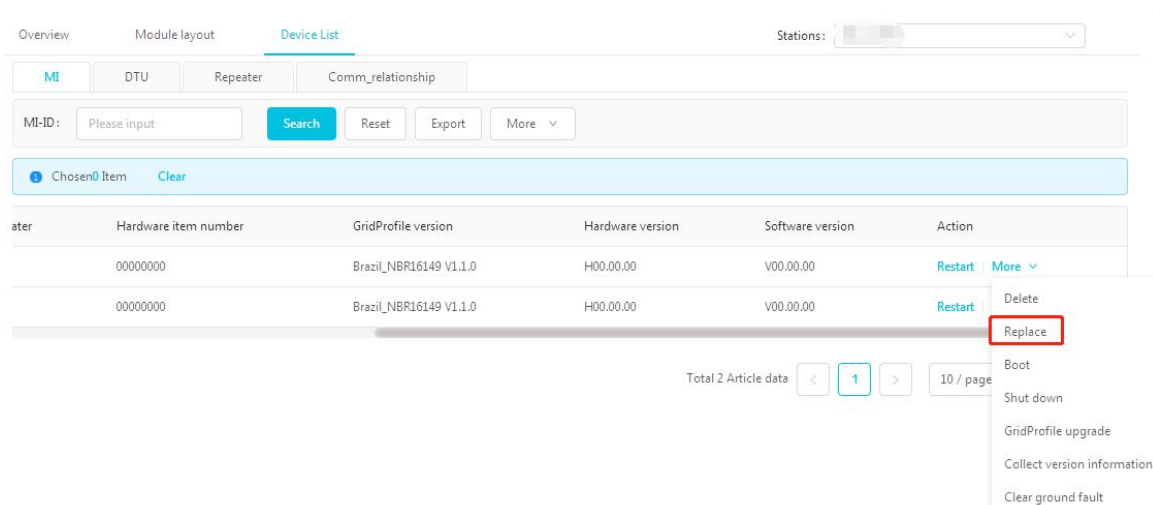 Overview Module layout Device List Stations:
MI DTU Repeater Comm_relationship
MI-ID: Please input Search Reset Export More
Chosen0 Item Clear
ater Hardware item number GridProfile version Hardware version Software version Action
00000000 Brazil_NBR16149 V1.1.0 H00.00.00 V00.00.00 Restart More
00000000 Brazil_NBR16149 V1.1.0 H00.00.00 V00.00.00 Restart
Delete
Replace
Total 2 Article data < 1 > 10 / page
Boot
Shut down
GridProfile upgrade
Collect version information
Clear ground fault